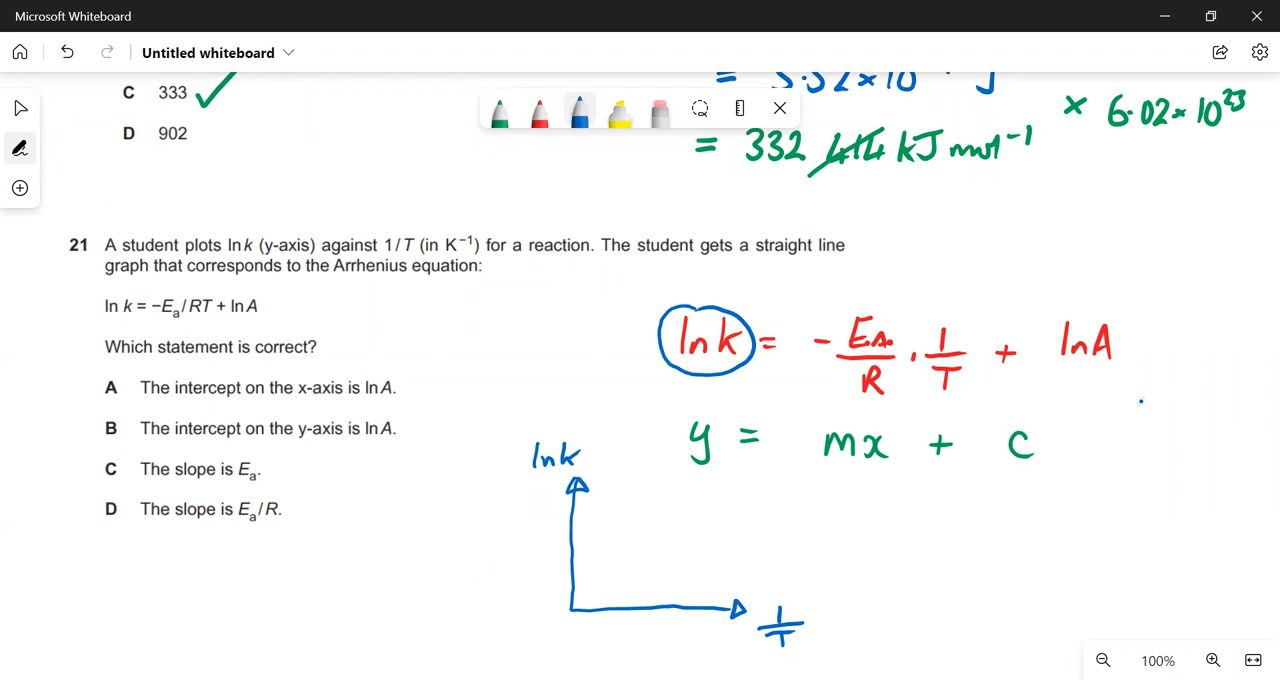 Microsoft Whiteboard
Untitled whiteboard
C 333
D 902
× 6.02×10²³
= 332 414 kJ mol⁻¹
21 A student plots ln k (y-axis) against 1/T (in K⁻¹) for a reaction. The student gets a straight line
graph that corresponds to the Arrhenius equation:
ln k = −Eₐ/RT + ln A
Which statement is correct?
A The intercept on the x-axis is ln A.
B The intercept on the y-axis is ln A.
C The slope is Eₐ.
D The slope is Eₐ/R.
ln k = - EA/R . 1/T + ln A
y = mx + c
ln k
1/T
100%